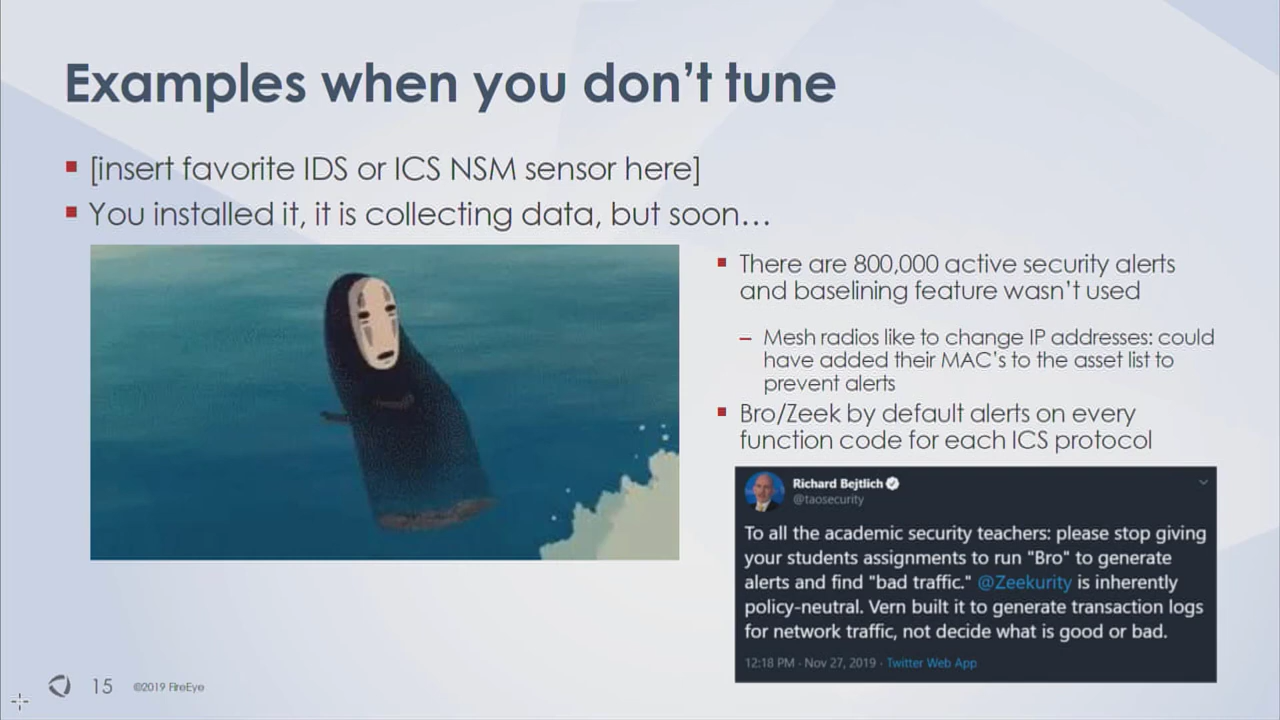 Examples when you don't tune
[insert favorite IDS or ICS NSM sensor here]
You installed it, it is collecting data, but soon…
There are 800,000 active security alerts
and baselining feature wasn't used
– Mesh radios like to change IP addresses: could
have added their MAC's to the asset list to
prevent alerts
Bro/Zeek by default alerts on every
function code for each ICS protocol
Richard Bejtlich
@taosecurity
To all the academic security teachers: please stop giving
your students assignments to run "Bro" to generate
alerts and find "bad traffic." @Zeekurity is inherently
policy-neutral. Vern built it to generate transaction logs
for network traffic, not decide what is good or bad.
12:18 PM · Nov 27, 2019 · Twitter Web App
15 ©2019 FireEye